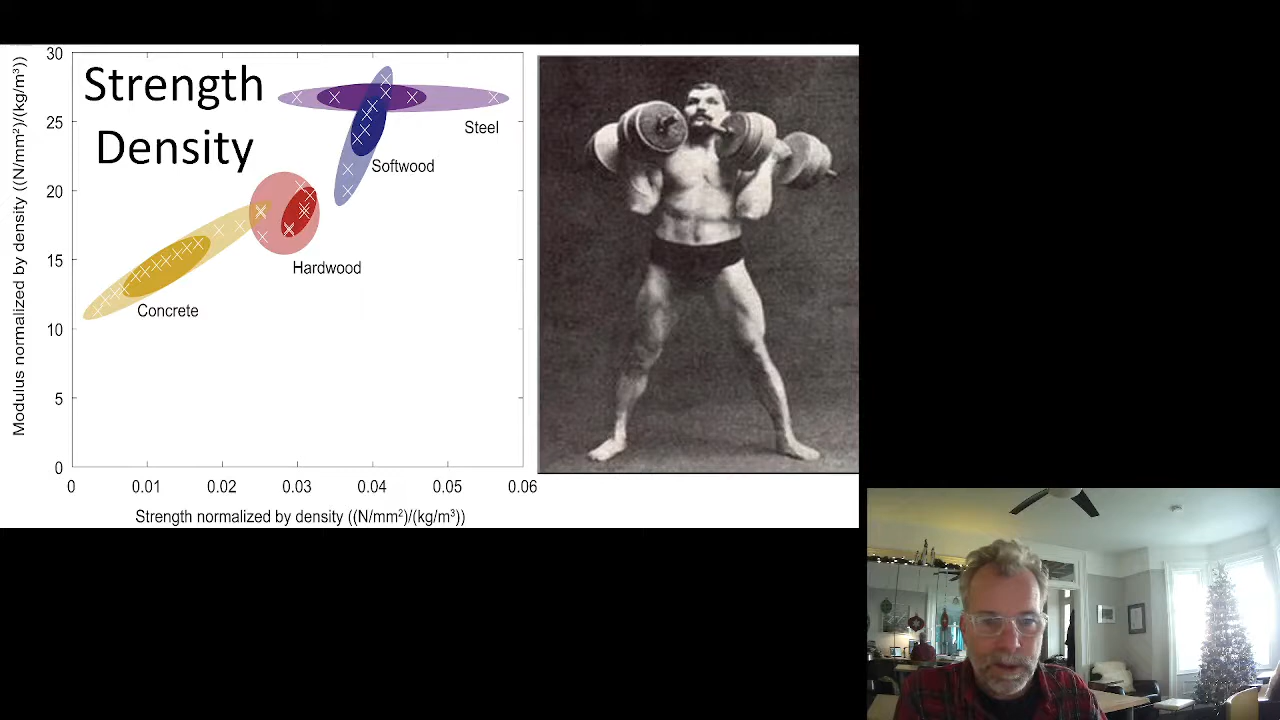 Strength
Density
30
25
20
15
10
5
0
Modulus normalized by density ((N/mm²)/(kg/m³))
Steel
Softwood
Hardwood
Concrete
0 0.01 0.02 0.03 0.04 0.05 0.06
Strength normalized by density ((N/mm²)/(kg/m³))